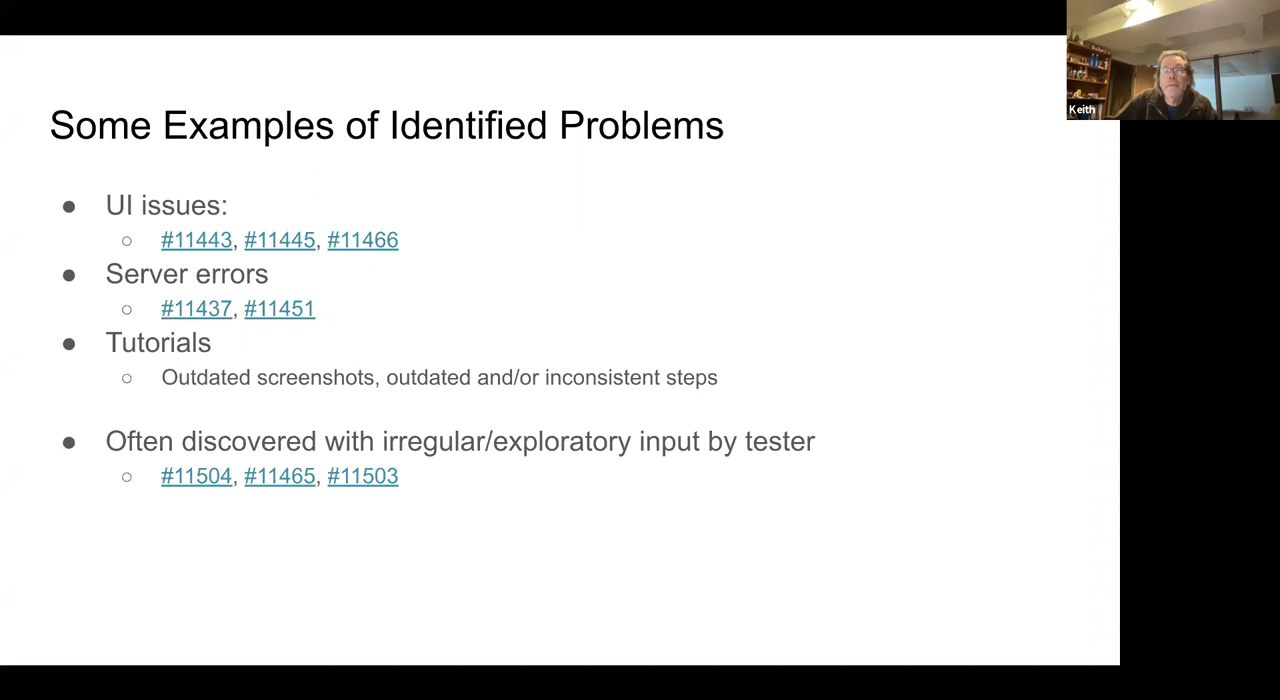 Some Examples of Identified Problems
● UI issues:
○ #11443, #11445, #11466
● Server errors
○ #11437, #11451
● Tutorials
○ Outdated screenshots, outdated and/or inconsistent steps
● Often discovered with irregular/exploratory input by tester
○ #11504, #11465, #11503
Keith